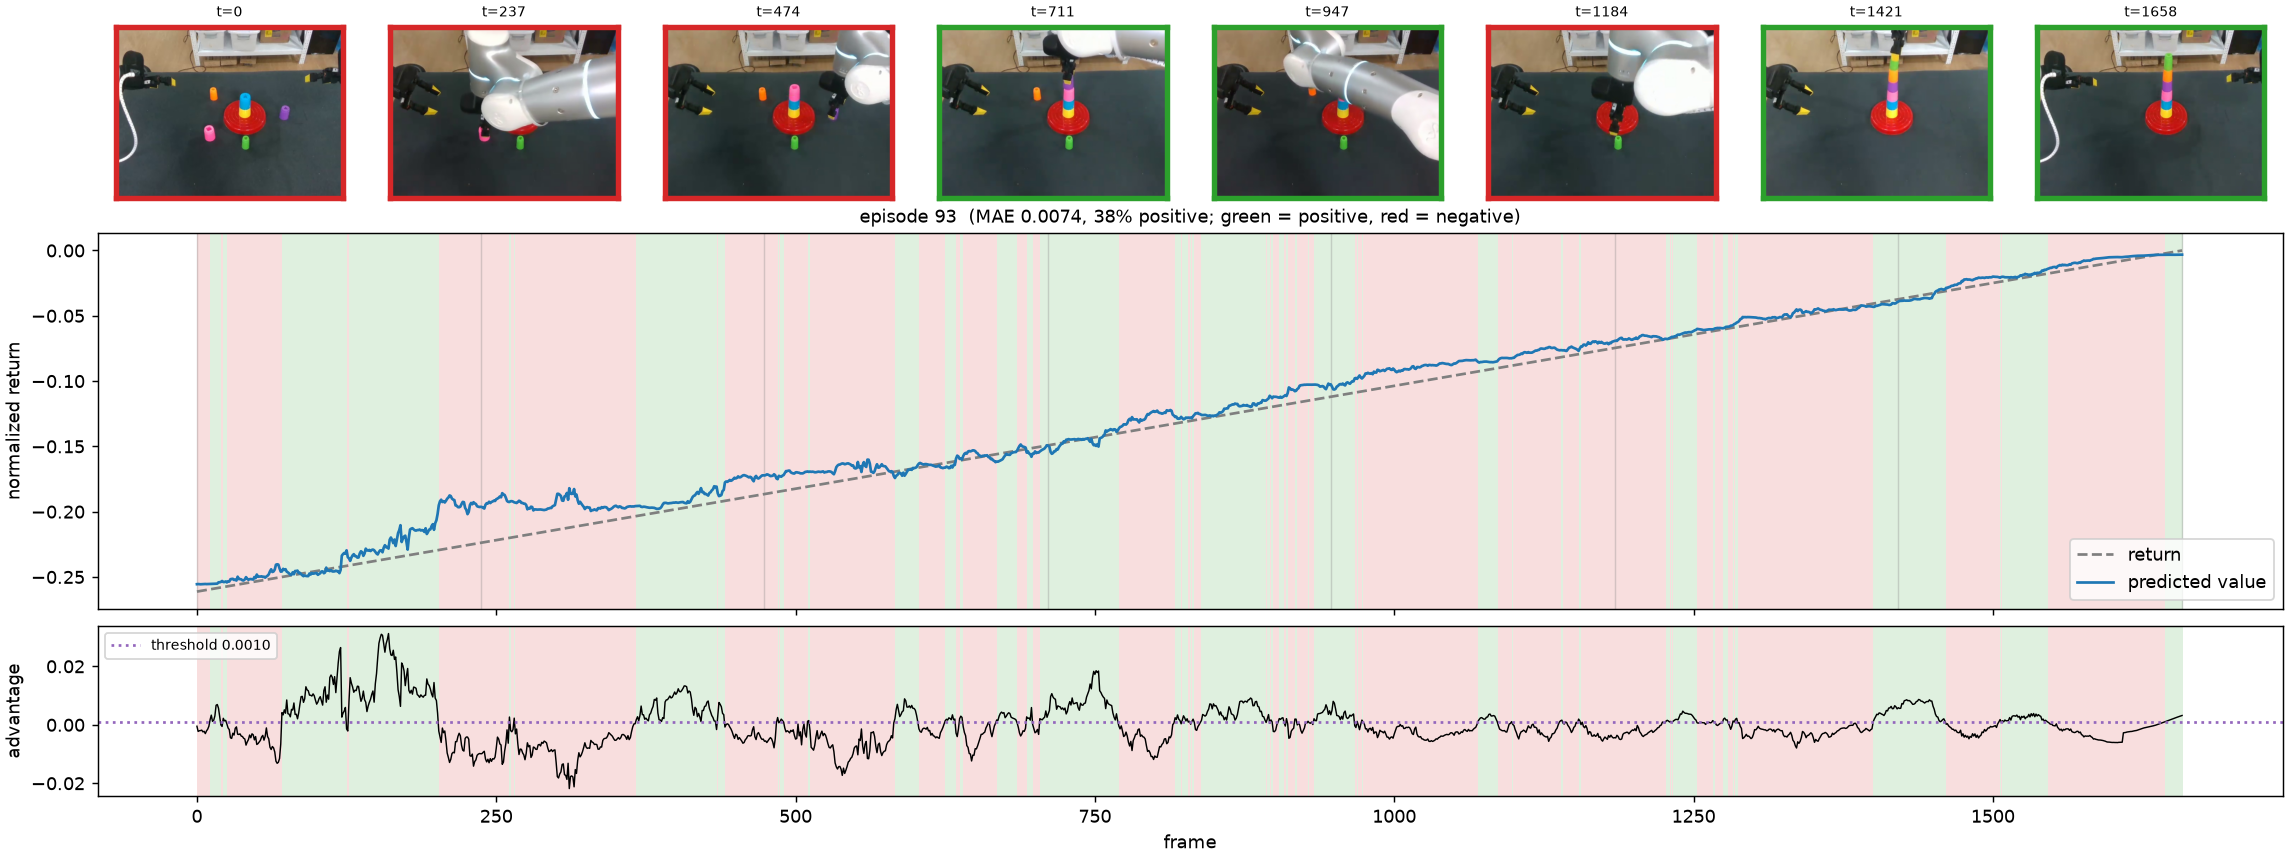 t=0
t=237
t=474
t=711
t=947
t=1184
t=1421
t=1658
episode 93  (MAE 0.0074, 38% positive; green = positive, red = negative)
normalized return
0.00
−0.05
−0.10
−0.15
−0.20
−0.25
return
predicted value
advantage
0.02
0.00
−0.02
threshold 0.0010
0
250
500
750
1000
1250
1500
frame